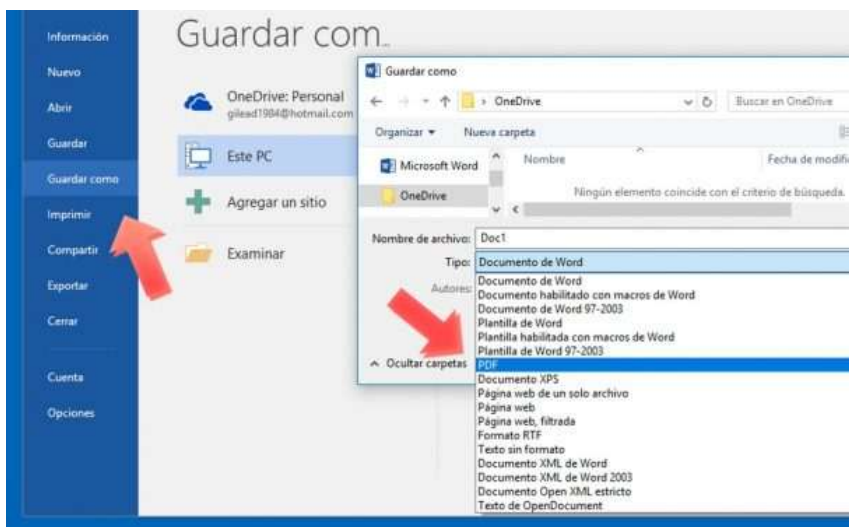 Información
Nuevo
Abrir
Guardar
Guardar como
Imprimir
Compartir
Exportar
Cerrar
Cuenta
Opciones
Guardar com...
OneDrive: Personal
gilead1984@hotmail.com
Este PC
Agregar un sitio
Examinar
Guardar como
OneDrive
Buscar en OneDrive
Organizar
Nueva carpeta
Microsoft Word
OneDrive
Nombre
Fecha de modifi
Ningún elemento coincide con el criterio de búsqueda.
Nombre de archivo: Doc1
Tipo: Documento de Word
Autores:
Ocultar carpetas
Documento de Word
Documento habilitado con macros de Word
Documento de Word 97-2003
Plantilla de Word
Plantilla habilitada con macros de Word
Plantilla de Word 97-2003
PDF
Documento XPS
Página web de un solo archivo
Página web
Página web, filtrada
Formato RTF
Texto sin formato
Documento XML de Word
Documento XML de Word 2003
Documento Open XML estricto
Texto de OpenDocument